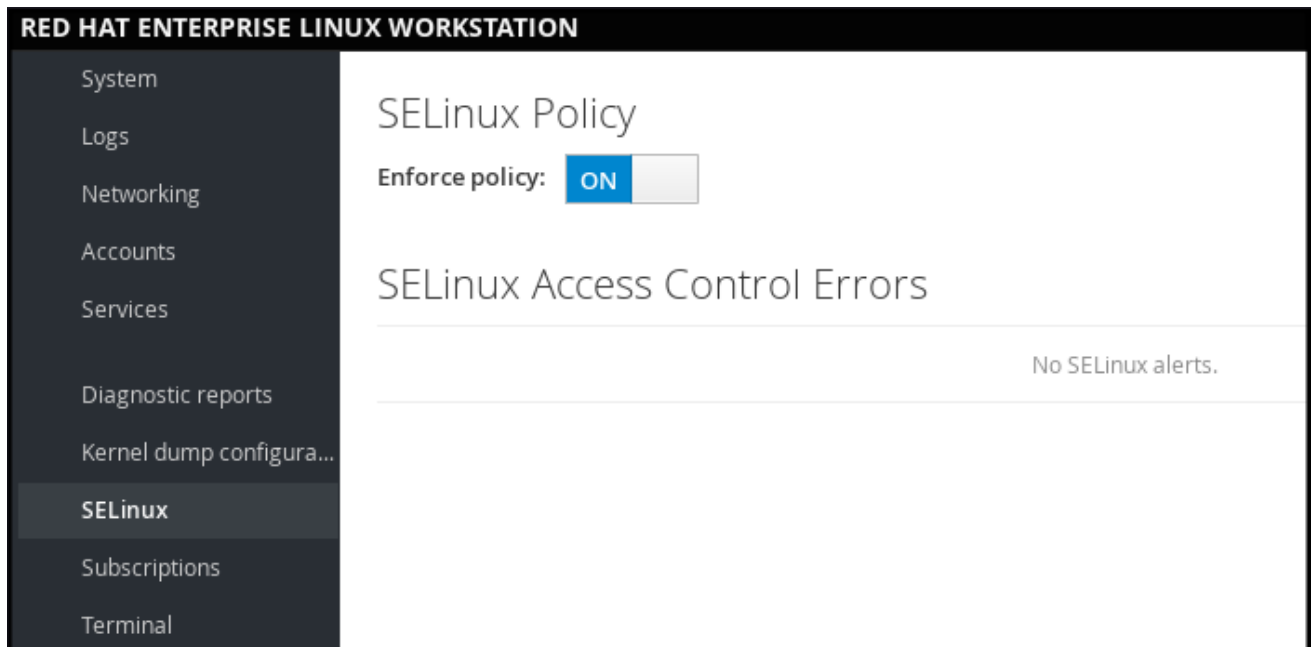 RED HAT ENTERPRISE LINUX WORKSTATION
System
Logs
Networking
Accounts
Services
Diagnostic reports
Kernel dump configura...
SELinux
Subscriptions
Terminal
SELinux Policy
Enforce policy: ON
SELinux Access Control Errors
No SELinux alerts.